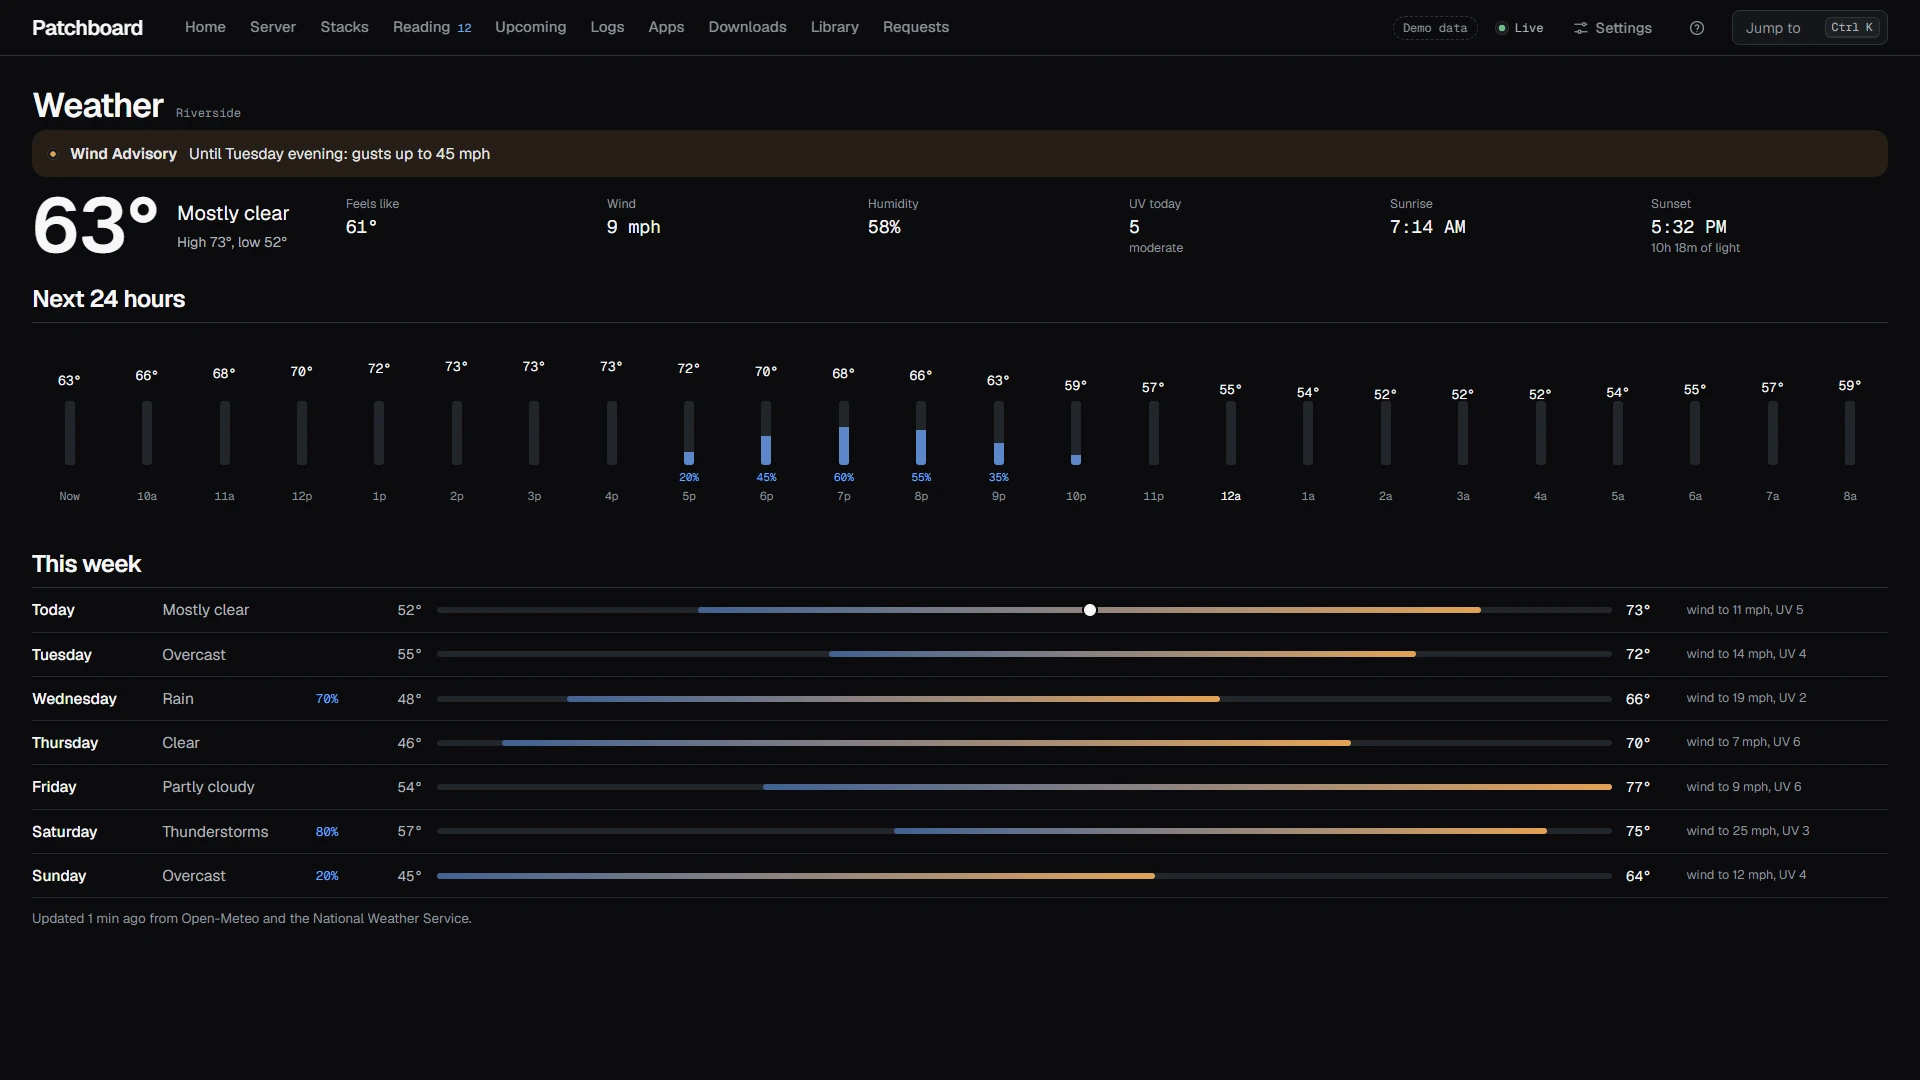 Patchboard Home Server Stacks Reading 12 Upcoming Logs Apps Downloads Library Requests Demo data Live Settings Jump to Ctrl K
Weather Riverside
Wind Advisory Until Tuesday evening: gusts up to 45 mph
63° Mostly clear
High 73°, low 52°
Feels like
61°
Wind
9 mph
Humidity
58%
UV today
5
moderate
Sunrise
7:14 AM
Sunset
5:32 PM
10h 18m of light
Next 24 hours
63° 66° 68° 70° 72° 73° 73° 73° 72° 70° 68° 66° 63° 59° 57° 55° 54° 52° 52° 52° 54° 55° 57° 59°
20% 45% 60% 55% 35%
Now 10a 11a 12p 1p 2p 3p 4p 5p 6p 7p 8p 9p 10p 11p 12a 1a 2a 3a 4a 5a 6a 7a 8a
This week
Today Mostly clear 52° 73° wind to 11 mph, UV 5
Tuesday Overcast 55° 72° wind to 14 mph, UV 4
Wednesday Rain 70% 48° 66° wind to 19 mph, UV 2
Thursday Clear 46° 70° wind to 7 mph, UV 6
Friday Partly cloudy 54° 77° wind to 9 mph, UV 6
Saturday Thunderstorms 80% 57° 75° wind to 25 mph, UV 3
Sunday Overcast 20% 45° 64° wind to 12 mph, UV 4
Updated 1 min ago from Open-Meteo and the National Weather Service.